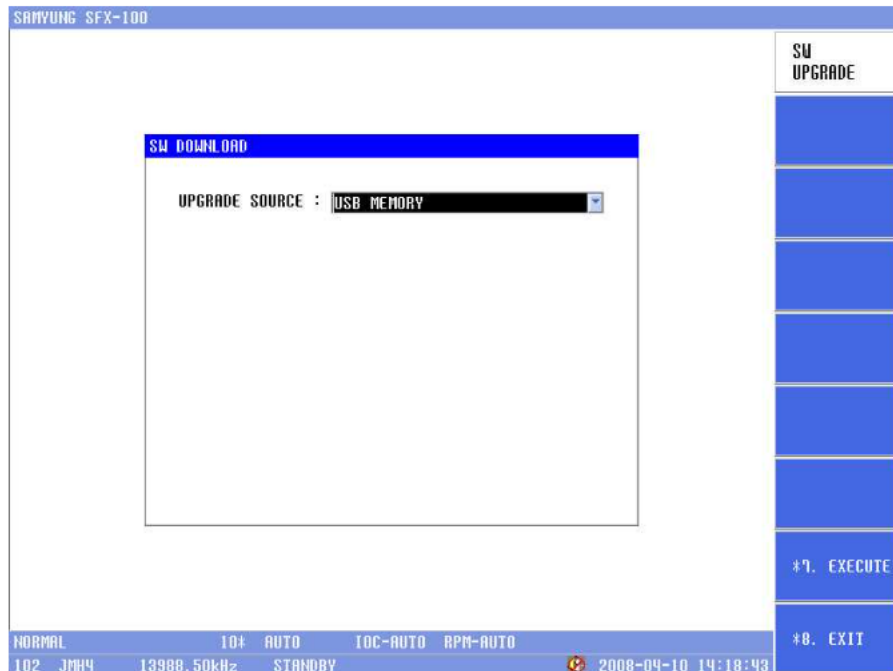 SAMYUNG SFX-100
SW
UPGRADE
SW DOWNLOAD
UPGRADE SOURCE : USB MEMORY
*7. EXECUTE
*8. EXIT
NORMAL 10* AUTO IOC-AUTO RPM-AUTO
102 JMH4 13988.50kHz STANDBY 2008-04-10 14:18:43